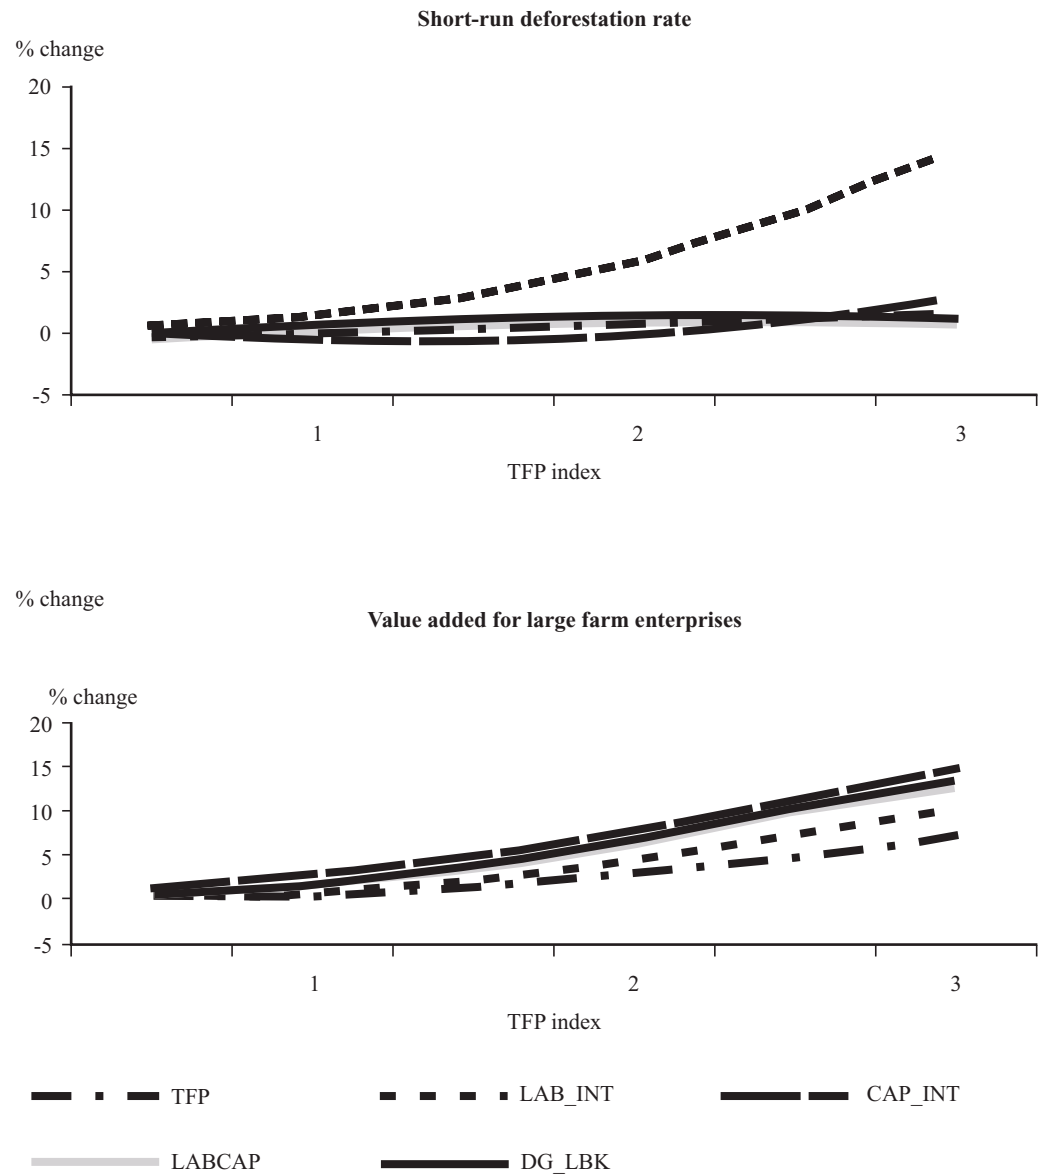 Short-run deforestation rate
% change
20
15
10
5
0
-5
1 2 3
TFP index
% change
Value added for large farm enterprises
% change
20
15
10
5
0
-5
1 2 3
TFP index
TFP LAB_INT CAP_INT
LABCAP DG_LBK